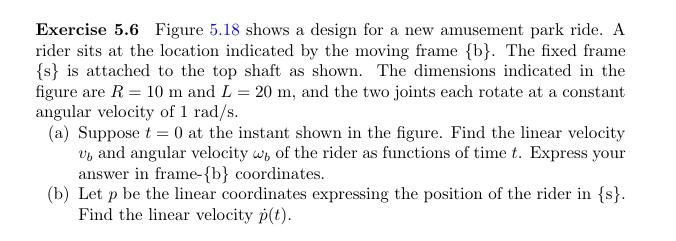 Exercise 5.6 Figure 5.18 shows a design for a new amusement park ride. A
rider sits at the location indicated by the moving frame {b}. The fixed frame
{s} is attached to the top shaft as shown. The dimensions indicated in the
figure are R = 10 m and L = 20 m, and the two joints each rotate at a constant
angular velocity of 1 rad/s.
(a) Suppose t = 0 at the instant shown in the figure. Find the linear velocity
v_b and angular velocity ω_b of the rider as functions of time t. Express your
answer in frame-{b} coordinates.
(b) Let p be the linear coordinates expressing the position of the rider in {s}.
Find the linear velocity ṗ(t).